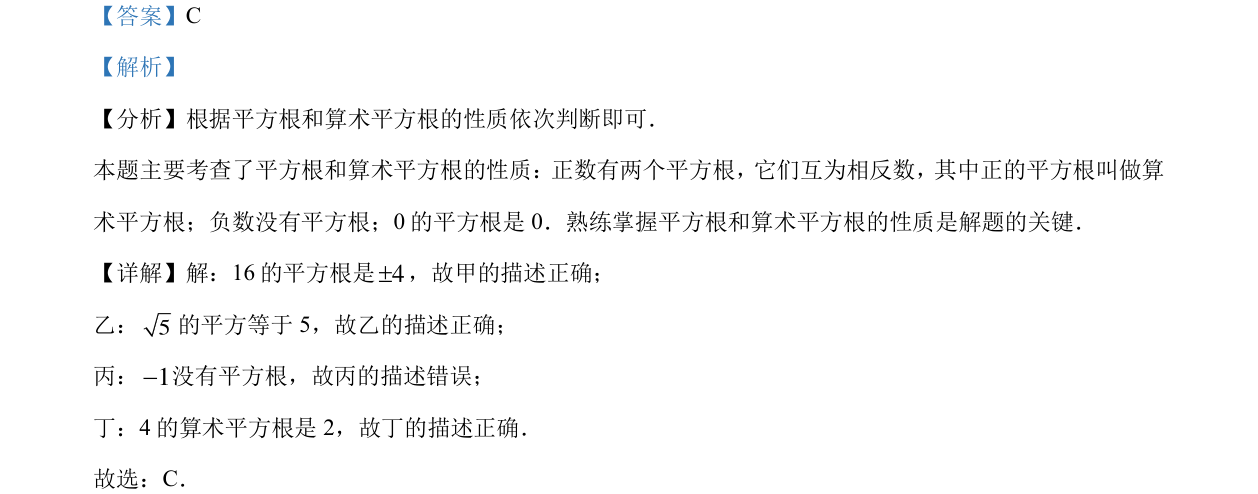 【答案】C
【解析】
【分析】根据平方根和算术平方根的性质依次判断即可．
本题主要考查了平方根和算术平方根的性质：正数有两个平方根，它们互为相反数，其中正的平方根叫做算
术平方根；负数没有平方根；0 的平方根是 0．熟练掌握平方根和算术平方根的性质是解题的关键．
【详解】解：16 的平方根是±4，故甲的描述正确；
乙：√5 的平方等于 5，故乙的描述正确；
丙：−1没有平方根，故丙的描述错误；
丁：4 的算术平方根是 2，故丁的描述正确．
故选：C．